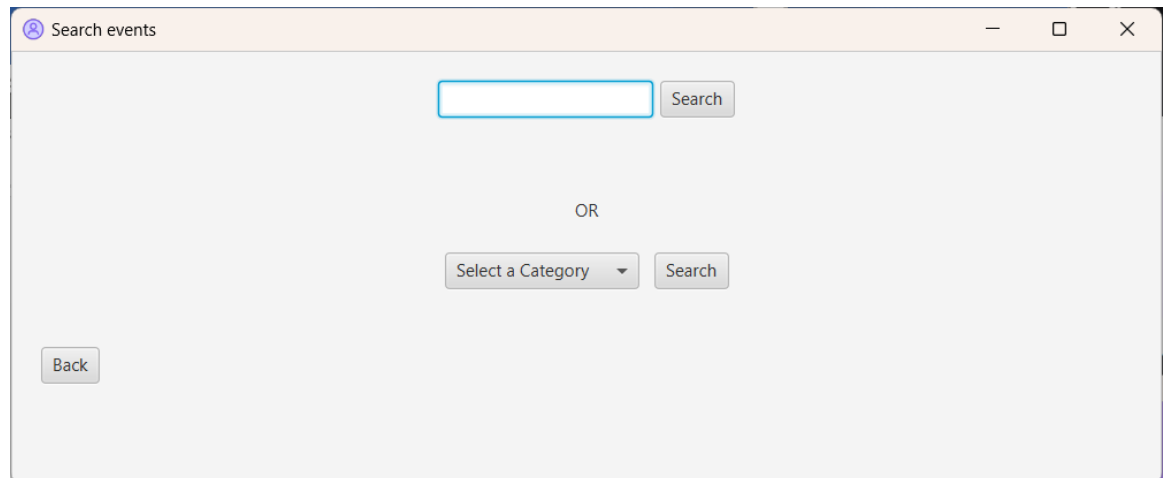 Search events
Search
OR
Select a Category
Search
Back